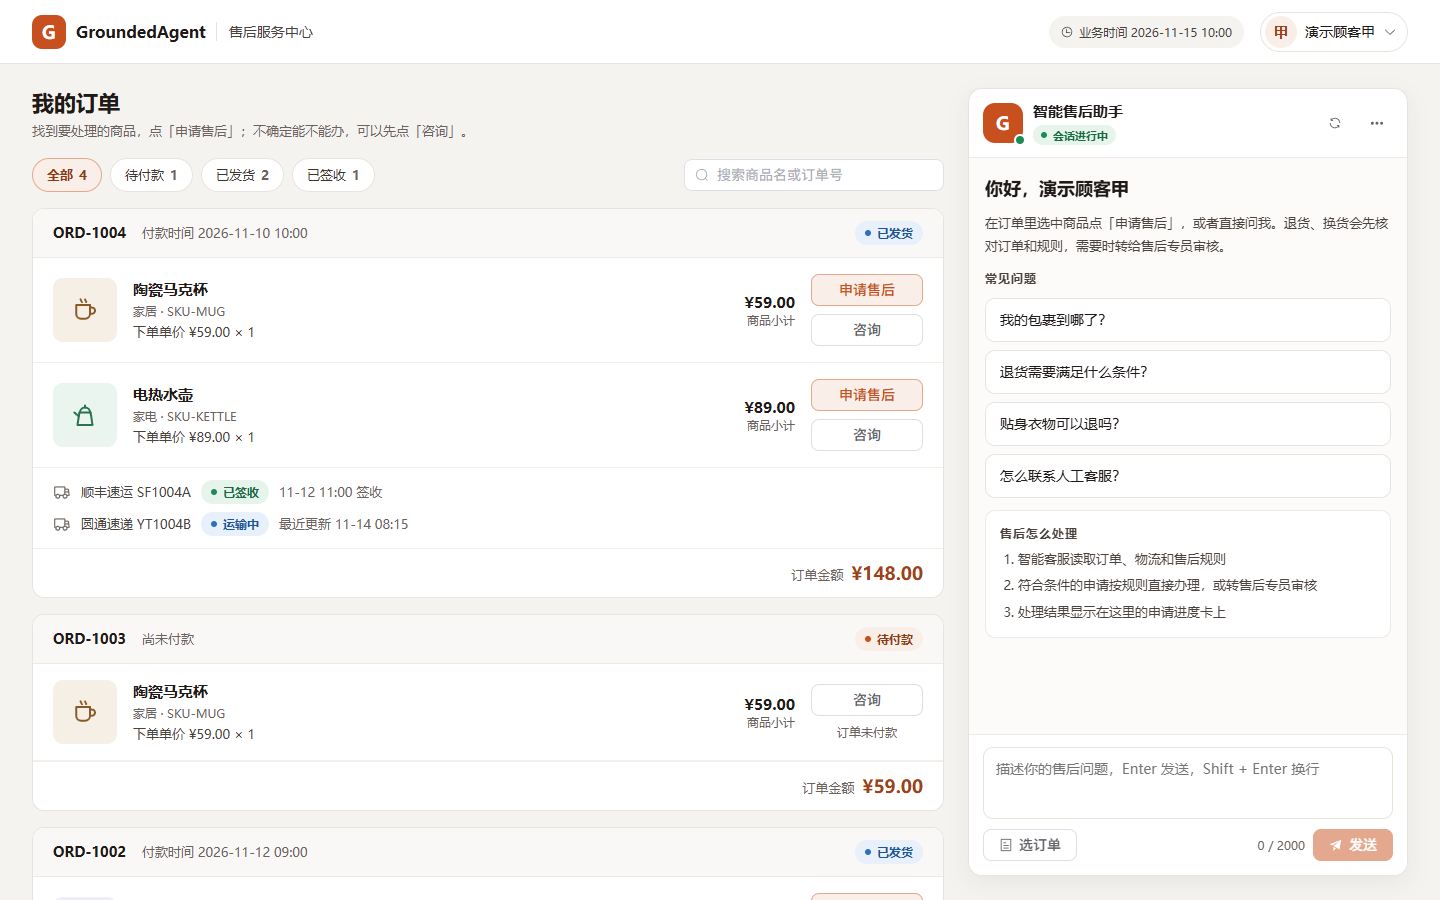 G GroundedAgent 售后服务中心
业务时间 2026-11-15 10:00
甲 演示顾客甲
我的订单
找到要处理的商品，点「申请售后」；不确定能不能办，可以先点「咨询」。
全部 4 待付款 1 已发货 2 已签收 1
搜索商品名或订单号
ORD-1004 付款时间 2026-11-10 10:00 已发货
陶瓷马克杯
家居 · SKU-MUG
下单单价 ¥59.00 × 1
¥59.00
商品小计
申请售后
咨询
电热水壶
家电 · SKU-KETTLE
下单单价 ¥89.00 × 1
¥89.00
商品小计
申请售后
咨询
顺丰速运 SF1004A 已签收 11-12 11:00 签收
圆通速递 YT1004B 运输中 最近更新 11-14 08:15
订单金额 ¥148.00
ORD-1003 尚未付款 待付款
陶瓷马克杯
家居 · SKU-MUG
下单单价 ¥59.00 × 1
¥59.00
商品小计
咨询
订单未付款
订单金额 ¥59.00
ORD-1002 付款时间 2026-11-12 09:00 已发货
G
智能售后助手
会话进行中
你好，演示顾客甲
在订单里选中商品点「申请售后」，或者直接问我。退货、换货会先核
对订单和规则，需要时转给售后专员审核。
常见问题
我的包裹到哪了？
退货需要满足什么条件？
贴身衣物可以退吗？
怎么联系人工客服？
售后怎么处理
1. 智能客服读取订单、物流和售后规则
2. 符合条件的申请按规则直接办理，或转售后专员审核
3. 处理结果显示在这里的申请进度卡上
描述你的售后问题，Enter 发送，Shift + Enter 换行
选订单
0 / 2000
发送